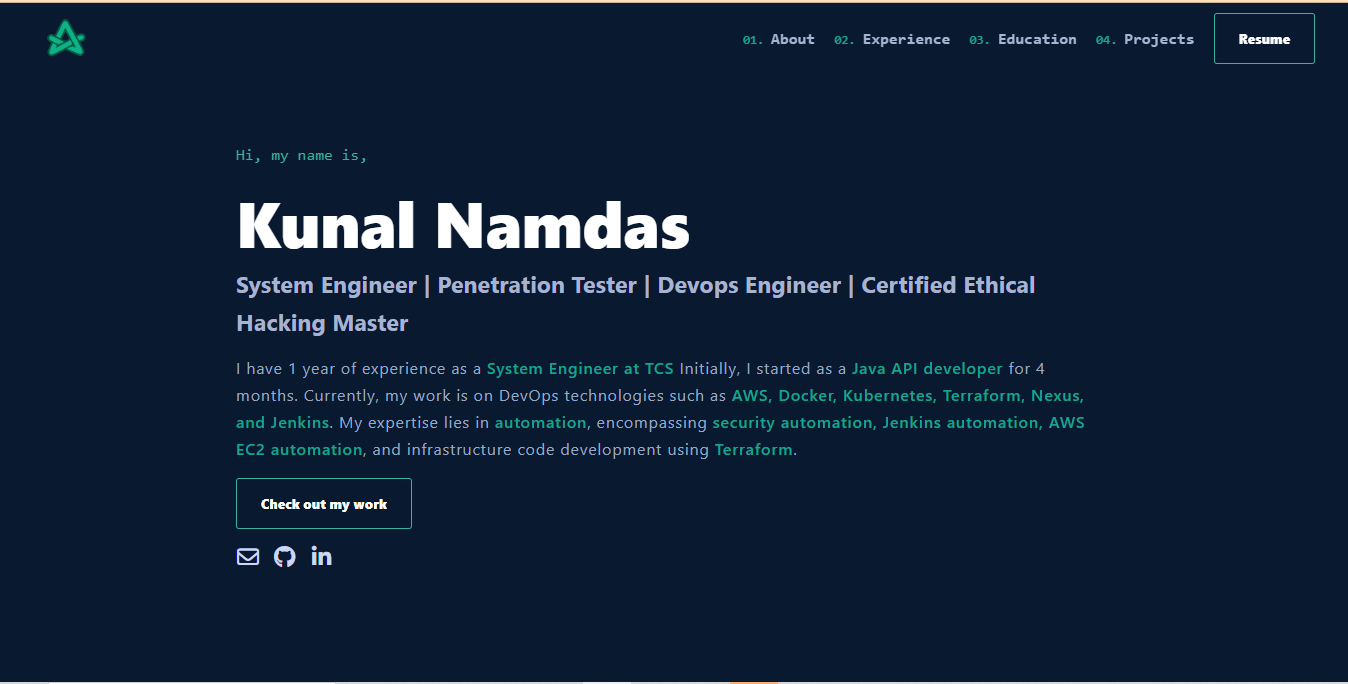 01. About 02. Experience 03. Education 04. Projects Resume
Hi, my name is,
Kunal Namdas
System Engineer | Penetration Tester | Devops Engineer | Certified Ethical
Hacking Master
I have 1 year of experience as a System Engineer at TCS Initially, I started as a Java API developer for 4
months. Currently, my work is on DevOps technologies such as AWS, Docker, Kubernetes, Terraform, Nexus,
and Jenkins. My expertise lies in automation, encompassing security automation, Jenkins automation, AWS
EC2 automation, and infrastructure code development using Terraform.
Check out my work
in